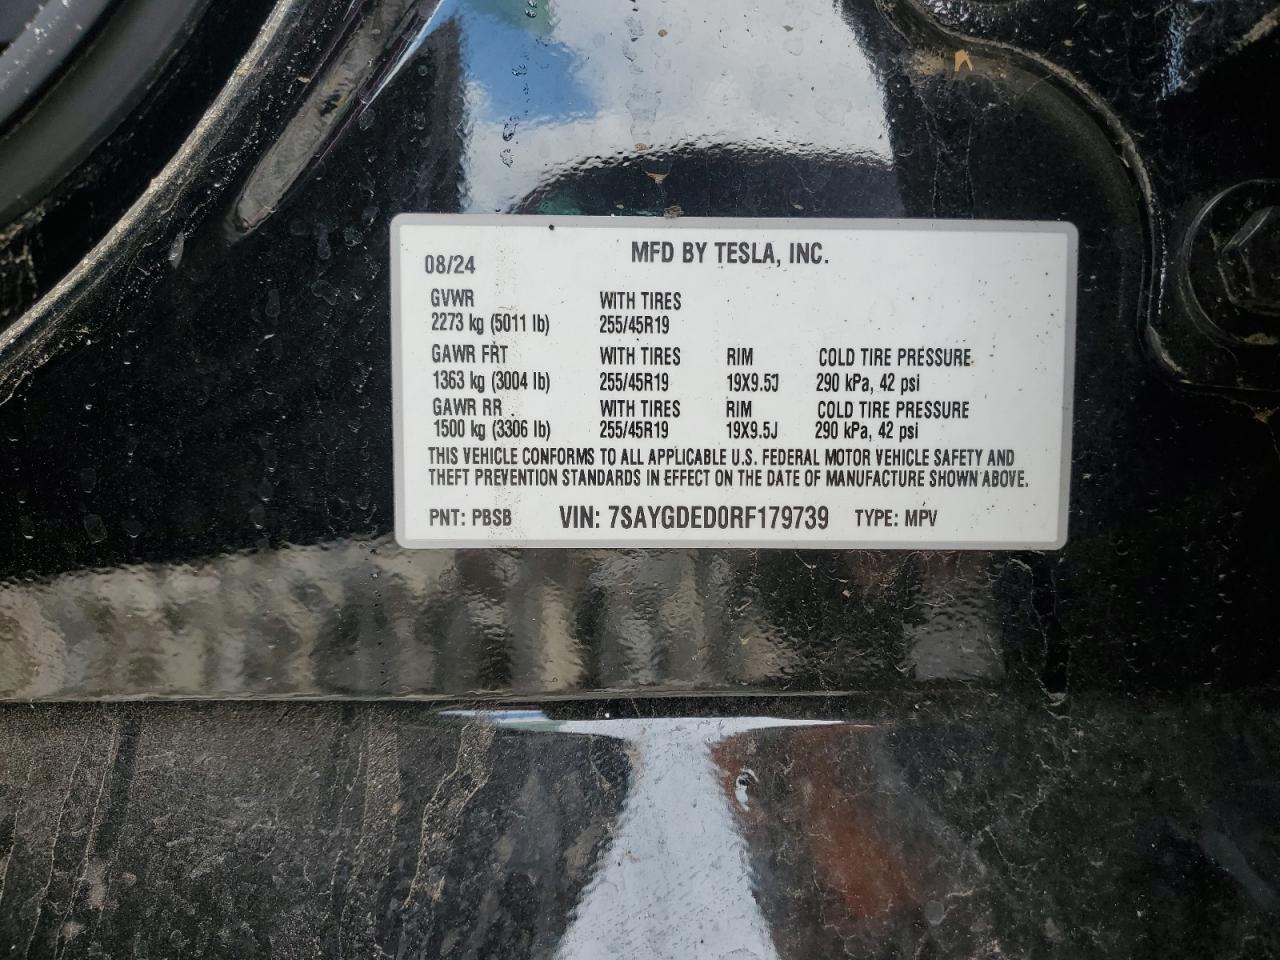 MFD BY TESLA, INC.
08/24
GVWR WITH TIRES
2273 kg (5011 lb) 255/45R19
GAWR FRT WITH TIRES RIM COLD TIRE PRESSURE
1363 kg (3004 lb) 255/45R19 19X9.5J 290 kPa, 42 psi
GAWR RR WITH TIRES RIM COLD TIRE PRESSURE
1500 kg (3306 lb) 255/45R19 19X9.5J 290 kPa, 42 psi
THIS VEHICLE CONFORMS TO ALL APPLICABLE U.S. FEDERAL MOTOR VEHICLE SAFETY AND
THEFT PREVENTION STANDARDS IN EFFECT ON THE DATE OF MANUFACTURE SHOWN ABOVE.
PNT: PBSB VIN: 7SAYGDED0RF179739 TYPE: MPV